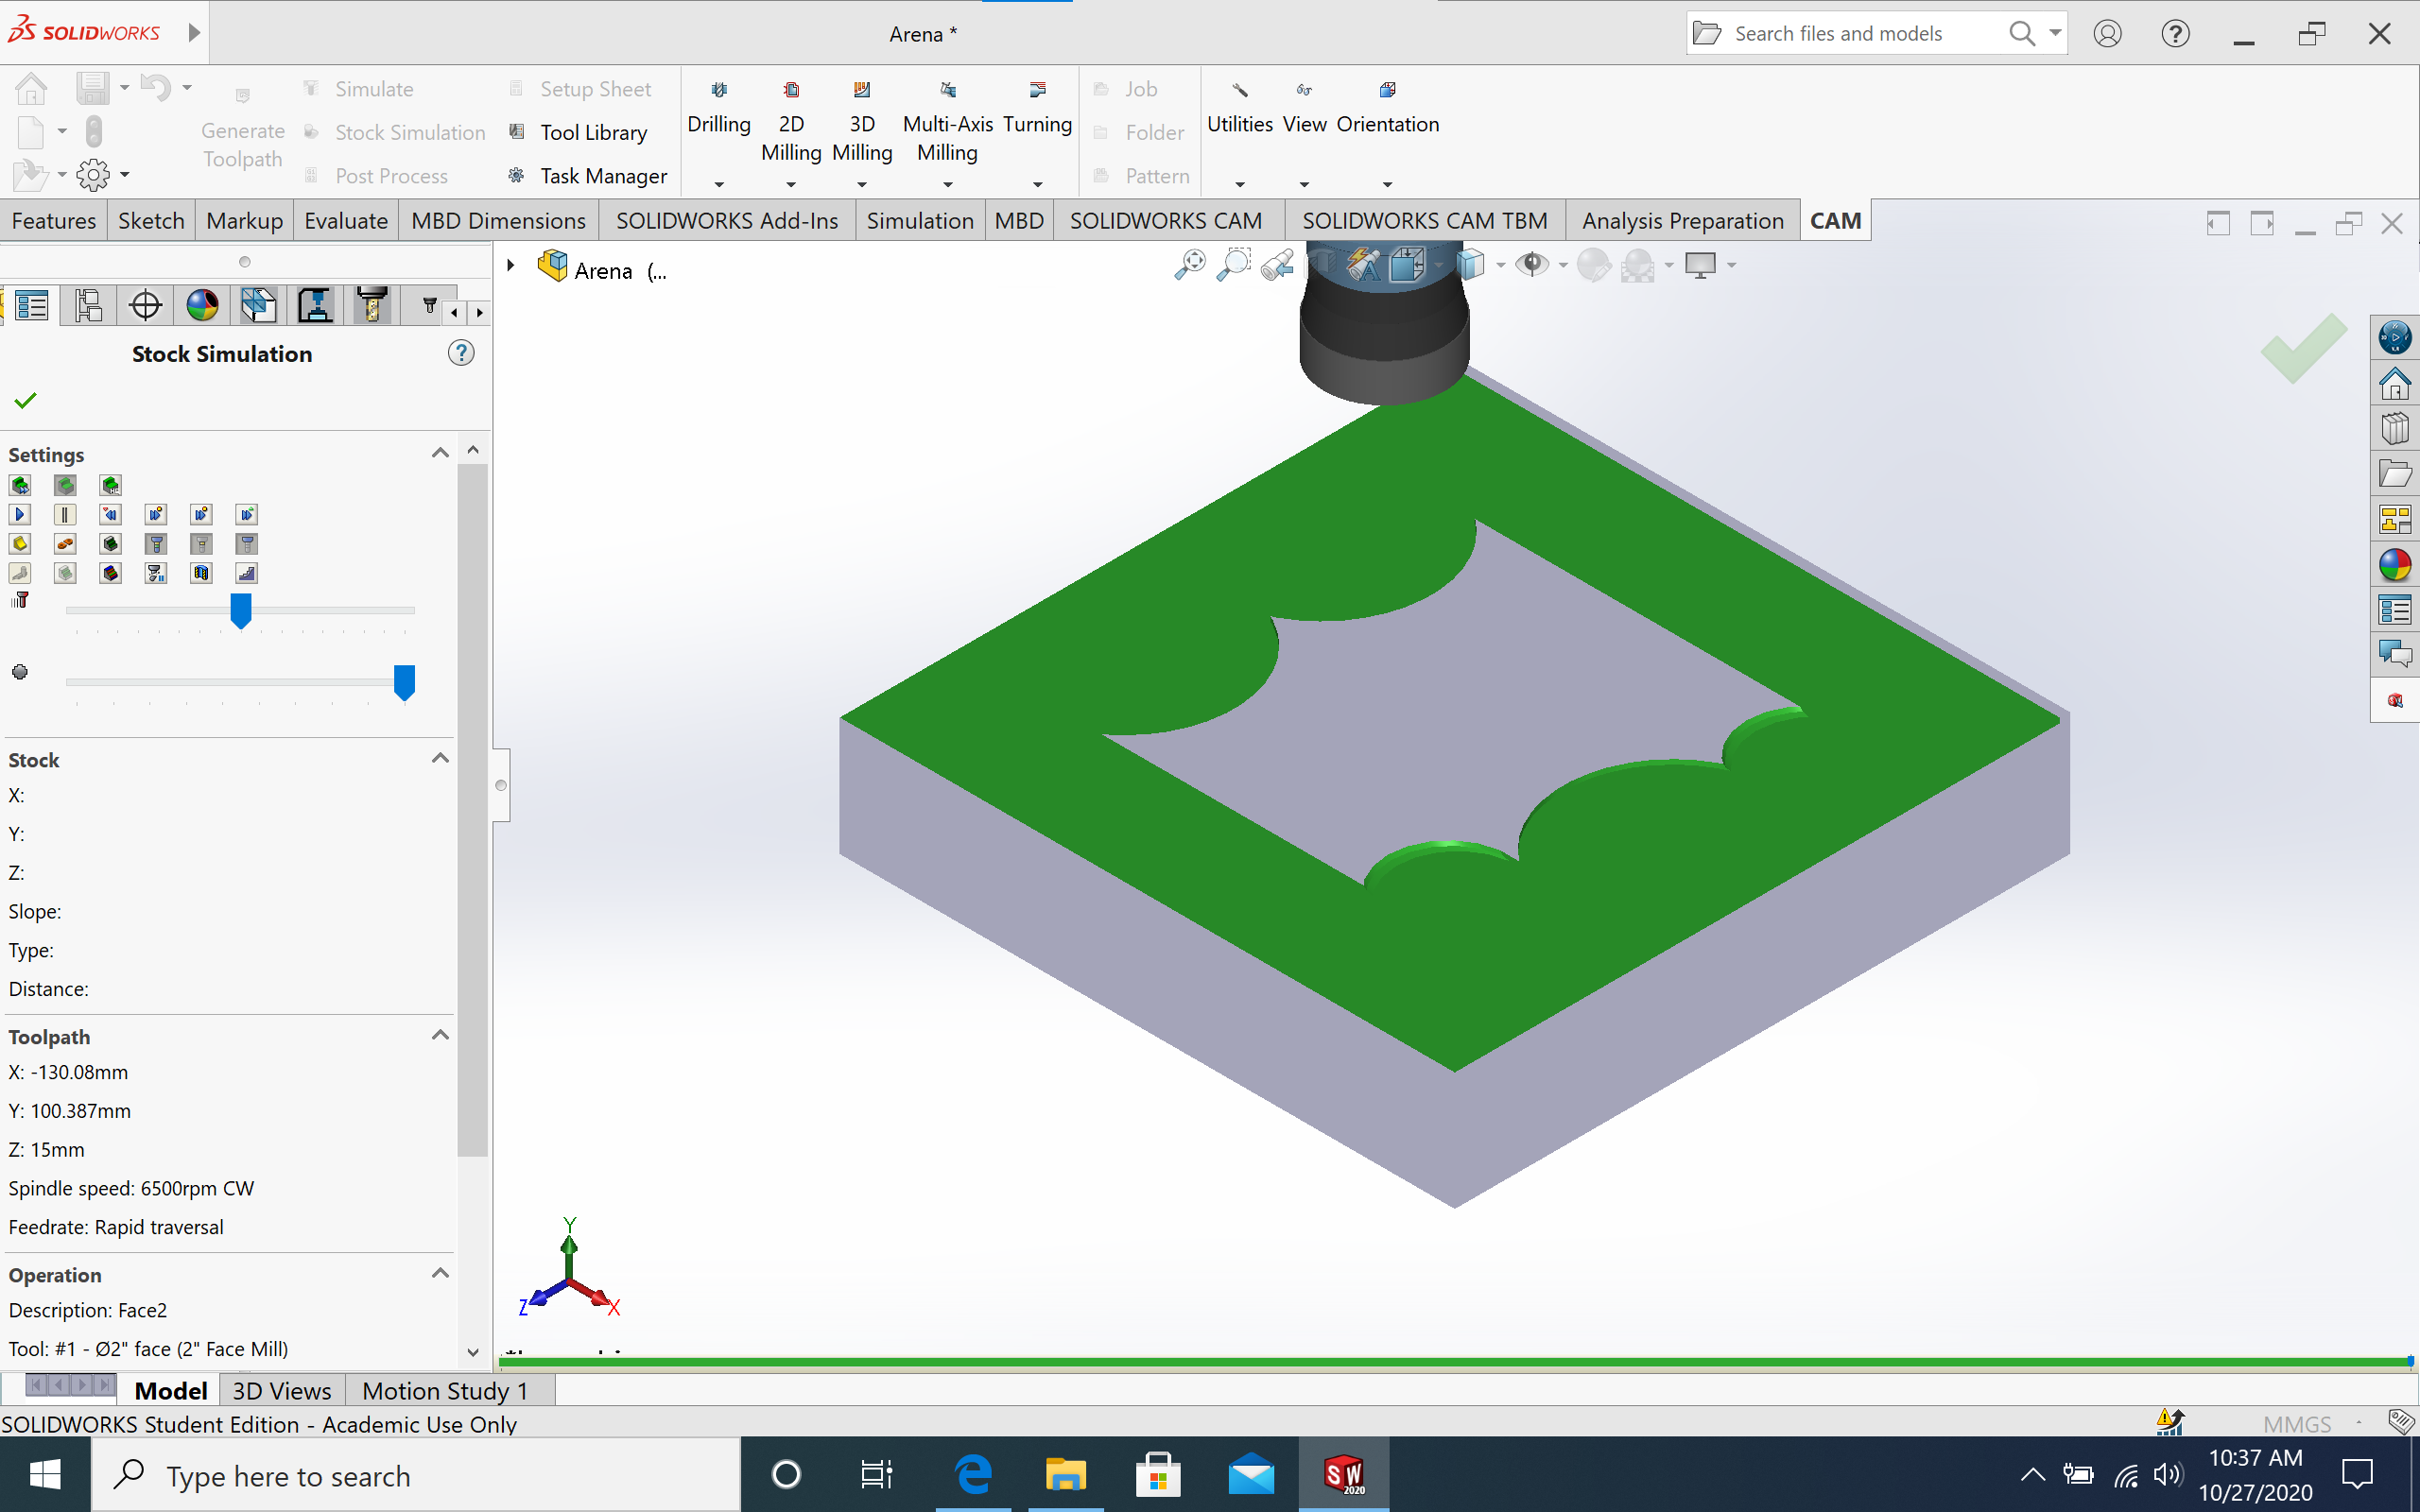 SOLIDWORKS
Arena *
Search files and models
Simulate
Setup Sheet
Generate
Toolpath
Stock Simulation
Tool Library
Post Process
Task Manager
Drilling
2D
Milling
3D
Milling
Multi-Axis
Milling
Turning
Job
Folder
Pattern
Utilities
View
Orientation
Features
Sketch
Markup
Evaluate
MBD Dimensions
SOLIDWORKS Add-Ins
Simulation
MBD
SOLIDWORKS CAM
SOLIDWORKS CAM TBM
Analysis Preparation
CAM
Arena (...
Stock Simulation
Settings
Stock
X:
Y:
Z:
Slope:
Type:
Distance:
Toolpath
X: -130.08mm
Y: 100.387mm
Z: 15mm
Spindle speed: 6500rpm CW
Feedrate: Rapid traversal
Operation
Description: Face2
Tool: #1 - Ø2" face (2" Face Mill)
Y
Z
X
Model
3D Views
Motion Study 1
SOLIDWORKS Student Edition - Academic Use Only
MMGS
Type here to search
SW
2020
10:37 AM
10/27/2020